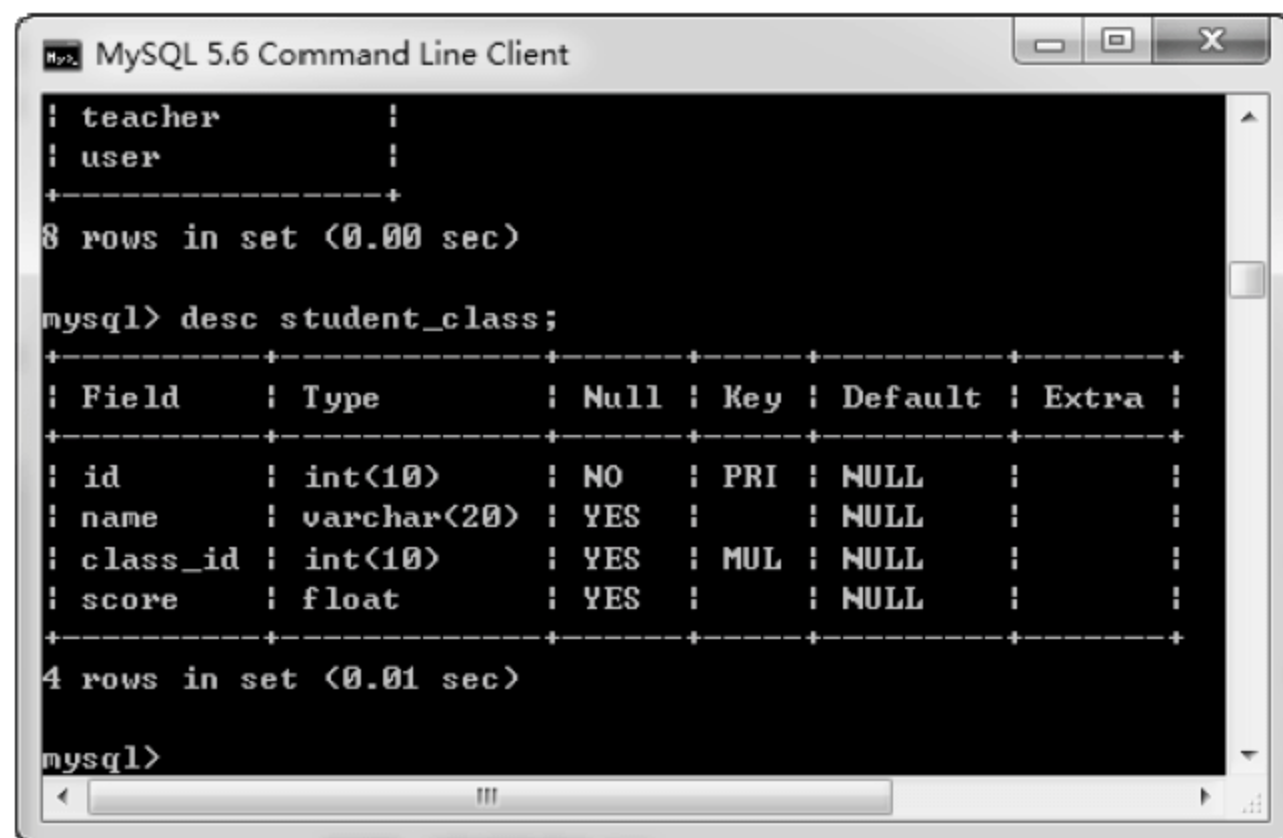 MySQL 5.6 Command Line Client
| teacher         |
| user            |
+-----------------+
8 rows in set (0.00 sec)
mysql> desc student_class;
+----------+-------------+------+-----+---------+-------+
| Field    | Type        | Null | Key | Default | Extra |
+----------+-------------+------+-----+---------+-------+
| id       | int(10)     | NO   | PRI | NULL    |       |
| name     | varchar(20) | YES  |     | NULL    |       |
| class_id | int(10)     | YES  | MUL | NULL    |       |
| score    | float       | YES  |     | NULL    |       |
+----------+-------------+------+-----+---------+-------+
4 rows in set (0.01 sec)
mysql>